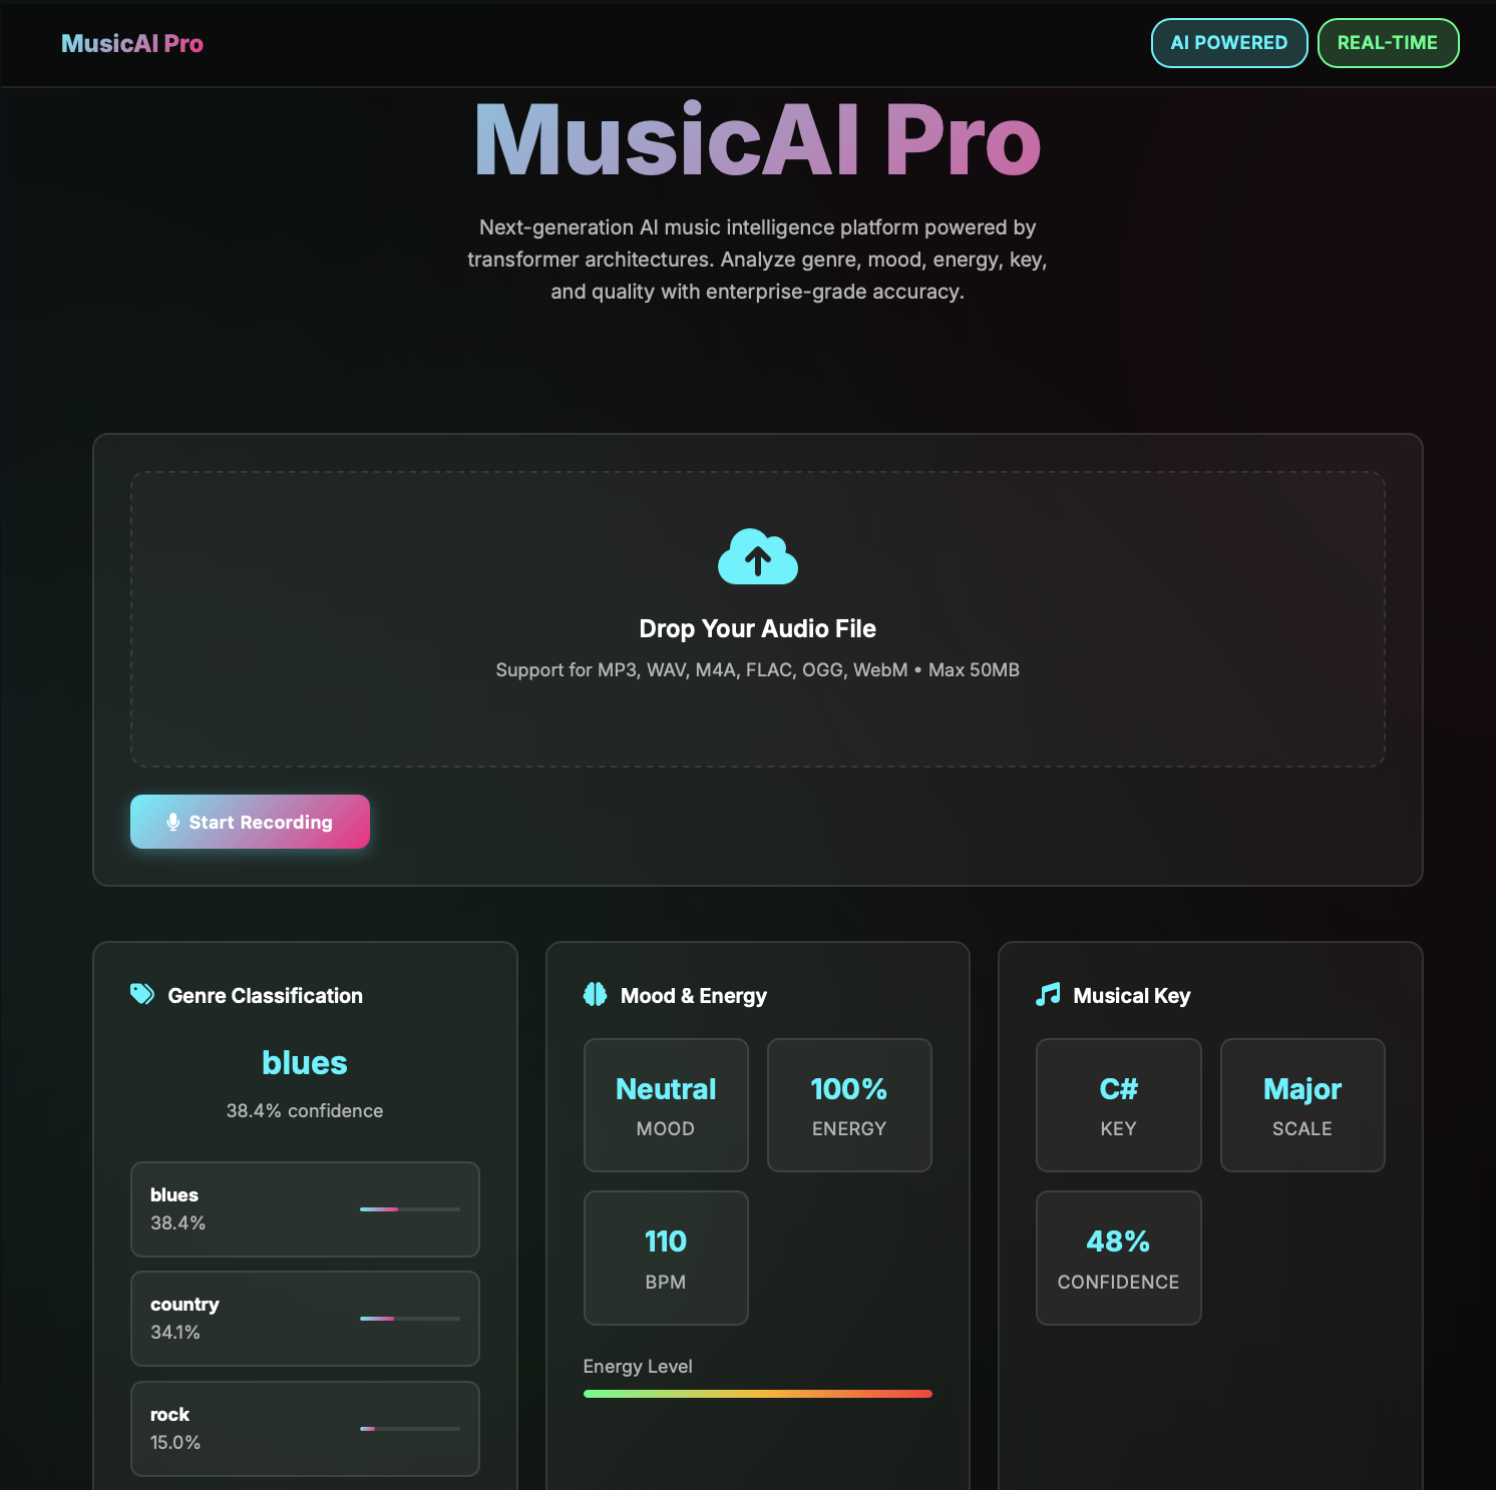 MusicAI Pro
AI POWERED
REAL-TIME
MusicAI Pro
Next-generation AI music intelligence platform powered by
transformer architectures. Analyze genre, mood, energy, key,
and quality with enterprise-grade accuracy.
Drop Your Audio File
Support for MP3, WAV, M4A, FLAC, OGG, WebM • Max 50MB
Start Recording
Genre Classification
blues
38.4% confidence
blues
38.4%
country
34.1%
rock
15.0%
Mood & Energy
Neutral
MOOD
100%
ENERGY
110
BPM
Energy Level
Musical Key
C#
KEY
Major
SCALE
48%
CONFIDENCE